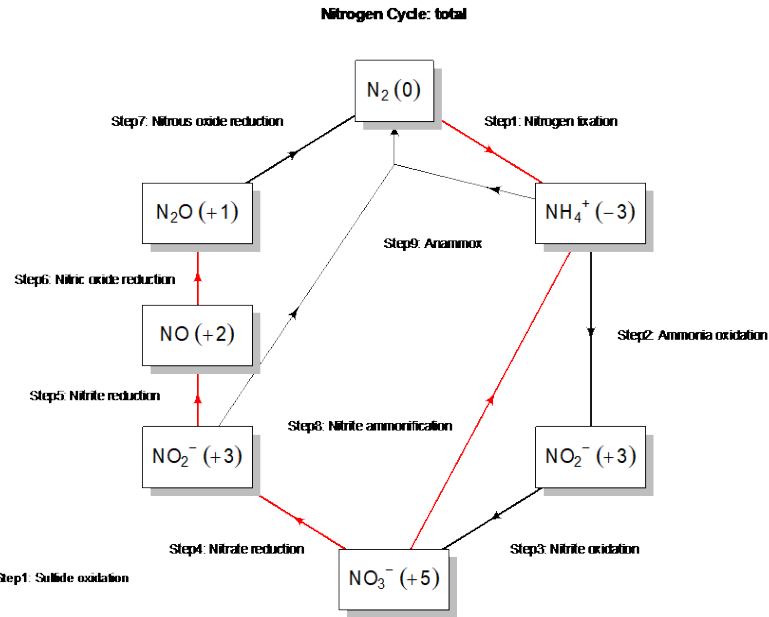 Nitrogen Cycle: total
N₂ (0)
Step7: Nitrous oxide reduction
Step1: Nitrogen fixation
N₂O (+1)
NH₄⁺ (−3)
Step9: Anammox
Step6: Nitric oxide reduction
NO (+2)
Step2: Ammonia oxidation
Step5: Nitrite reduction
Step8: Nitrite ammonification
NO₂⁻ (+3)
NO₂⁻ (+3)
Step4: Nitrate reduction
Step3: Nitrite oxidation
Step1: Sulfide oxidation
NO₃⁻ (+5)